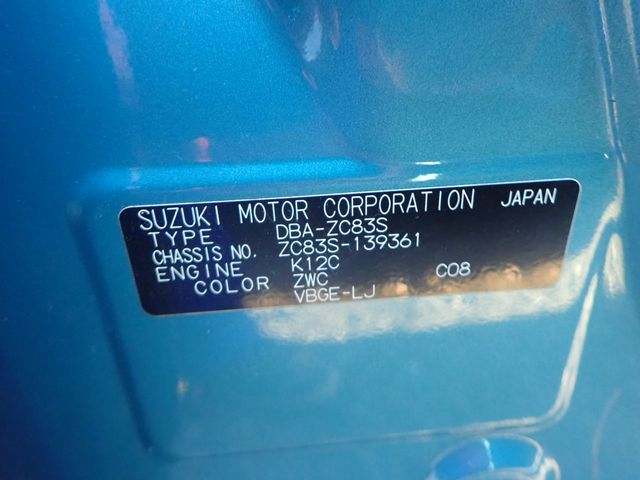 SUZUKI MOTOR CORPORATION JAPAN
TYPE DBA-ZC83S
CHASSIS NO. ZC83S-139361
ENGINE K12C C08
COLOR ZWC
VBGE-LJ